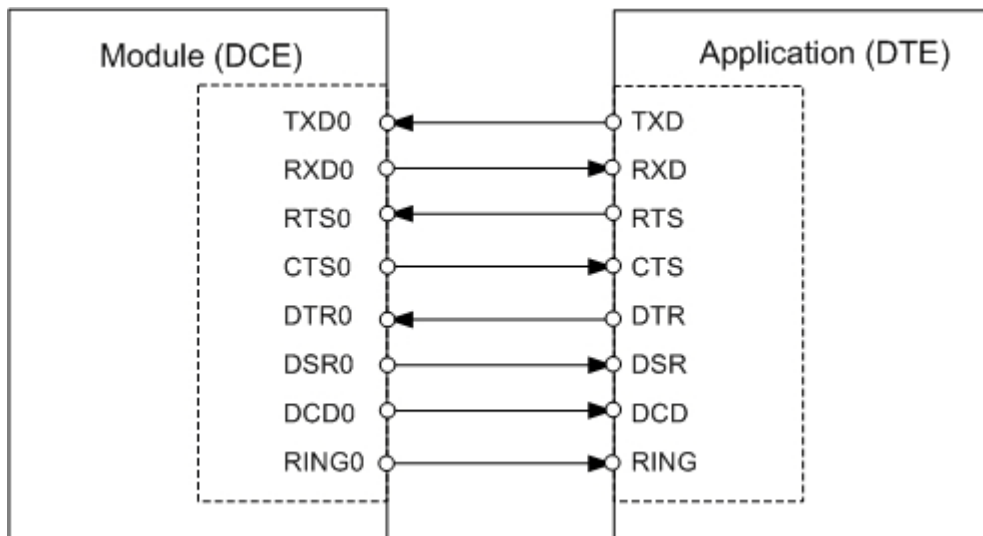 Module (DCE)
Application (DTE)
TXD0
TXD
RXD0
RXD
RTS0
RTS
CTS0
CTS
DTR0
DTR
DSR0
DSR
DCD0
DCD
RING0
RING